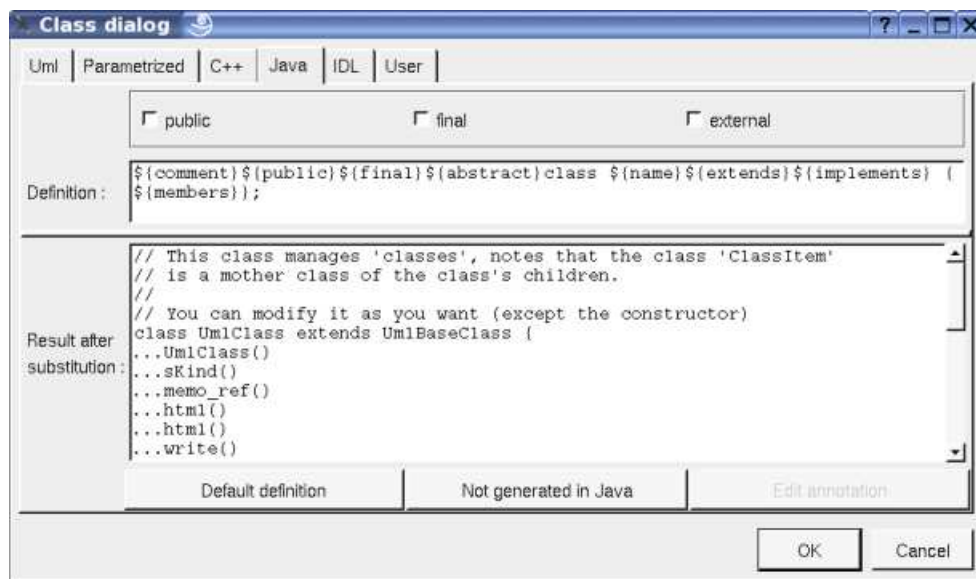 Class dialog
?
Uml Parametrized C++ Java IDL User
public final external
Definition :
${comment}${public}${final}${abstract}class ${name}${extends}${implements} {
${members}};
Result after
substitution :
// This class manages 'classes', notes that the class 'ClassItem'
// is a mother class of the class's children.
//
// You can modify it as you want (except the constructor)
class UmlClass extends UmlBaseClass {
...UmlClass()
...sKind()
...memo_ref()
...html()
...html()
...write()
Default definition Not generated in Java Edit annotation
OK Cancel